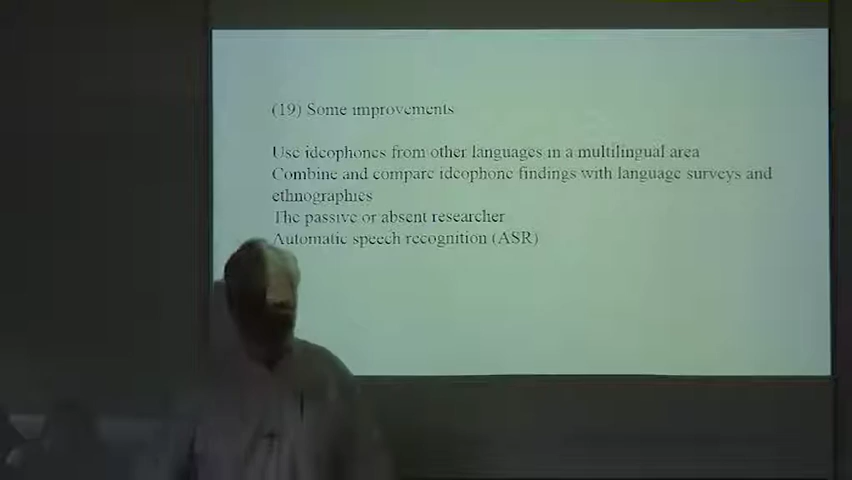 (19) Some improvements
Use ideophones from other languages in a multilingual area
Combine and compare ideophone findings with language surveys and
ethnographies
The passive or absent researcher
Automatic speech recognition (ASR)